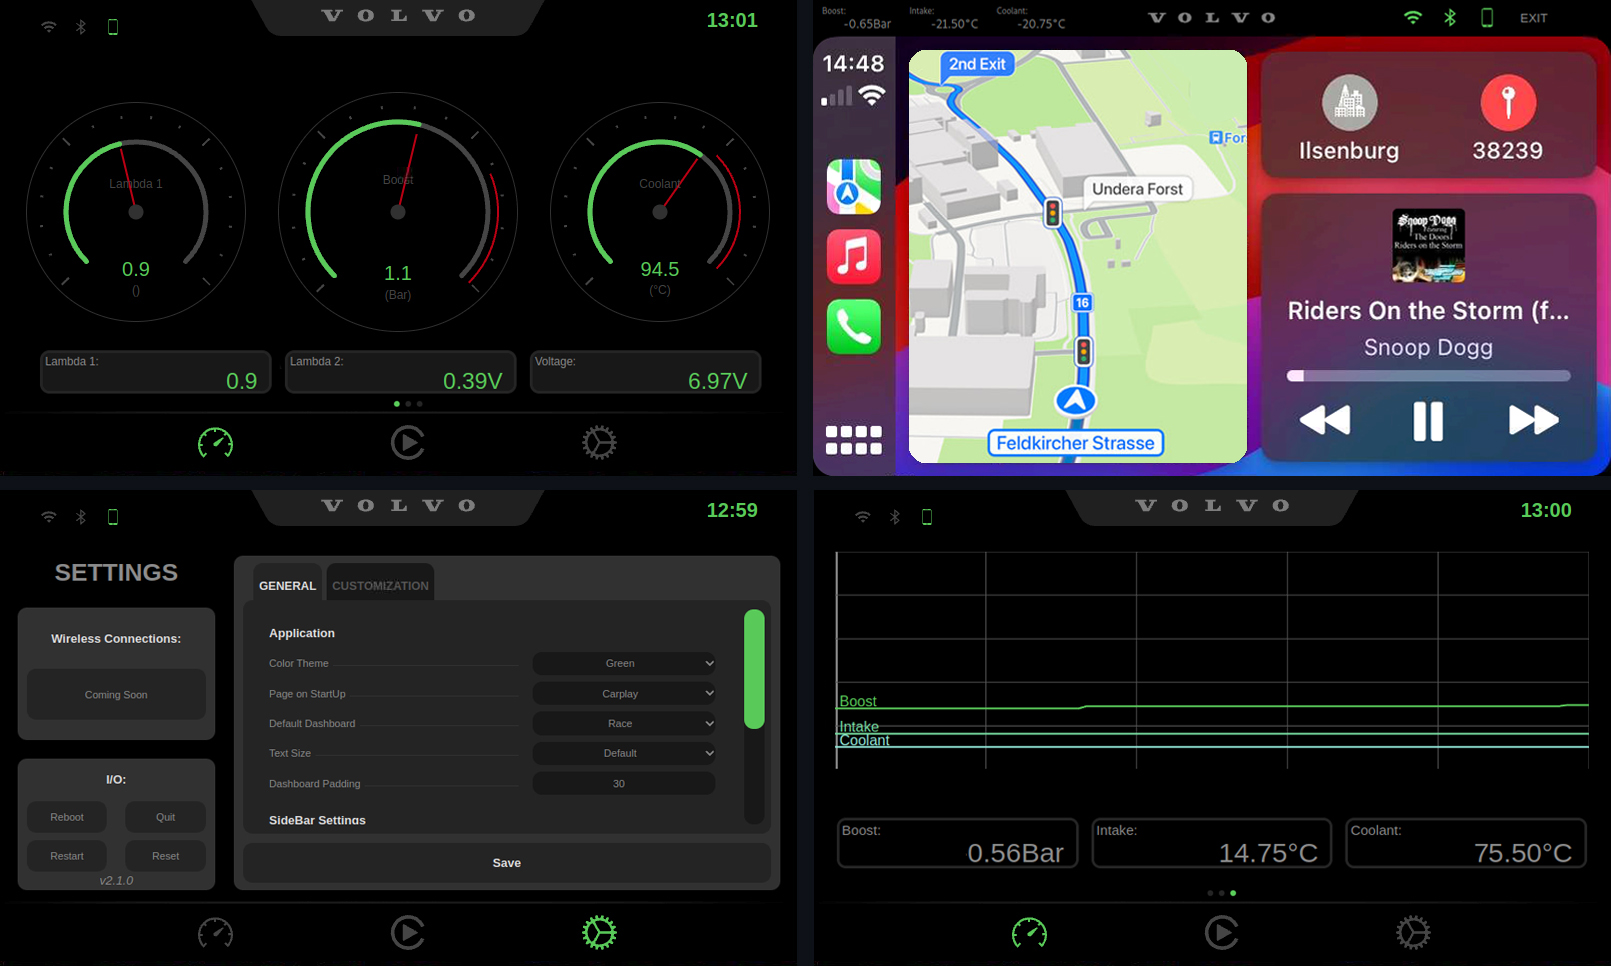 VOLVO
13:01
Lambda 1
0.9
()
Boost
1.1
(Bar)
Coolant
94.5
(°C)
Lambda 1:
0.9
Lambda 2:
0.39V
Voltage:
6.97V
Boost:
-0.65Bar
Intake:
-21.50°C
Coolant:
-20.75°C
VOLVO
EXIT
14:48
2nd Exit
For
Undera Forst
16
Feldkircher Strasse
Ilsenburg
38239
Snoop Dogg
featuring
The Doors
Riders on the Storm
Riders On the Storm (f...
Snoop Dogg
VOLVO
12:59
SETTINGS
Wireless Connections:
Coming Soon
I/O:
Reboot
Quit
Restart
Reset
v2.1.0
GENERAL
CUSTOMIZATION
Application
Color Theme
Green
Page on StartUp
Carplay
Default Dashboard
Race
Text Size
Default
Dashboard Padding
30
SideBar Settings
Save
VOLVO
13:00
Boost
Intake
Coolant
Boost:
0.56Bar
Intake:
14.75°C
Coolant:
75.50°C